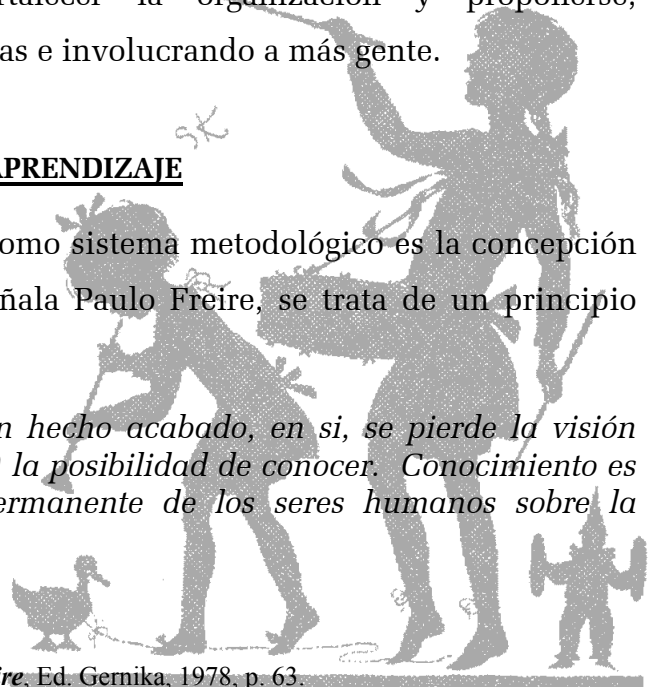 rtalecer la organización y proponerse,
as e involucrando a más gente.
SK
APRENDIZAJE
omo sistema metodológico es la concepción
ñala Paulo Freire, se trata de un principio
n hecho acabado, en si, se pierde la visión
la posibilidad de conocer. Conocimiento es
ermanente de los seres humanos sobre la
ire, Ed. Gernika, 1978, p. 63.